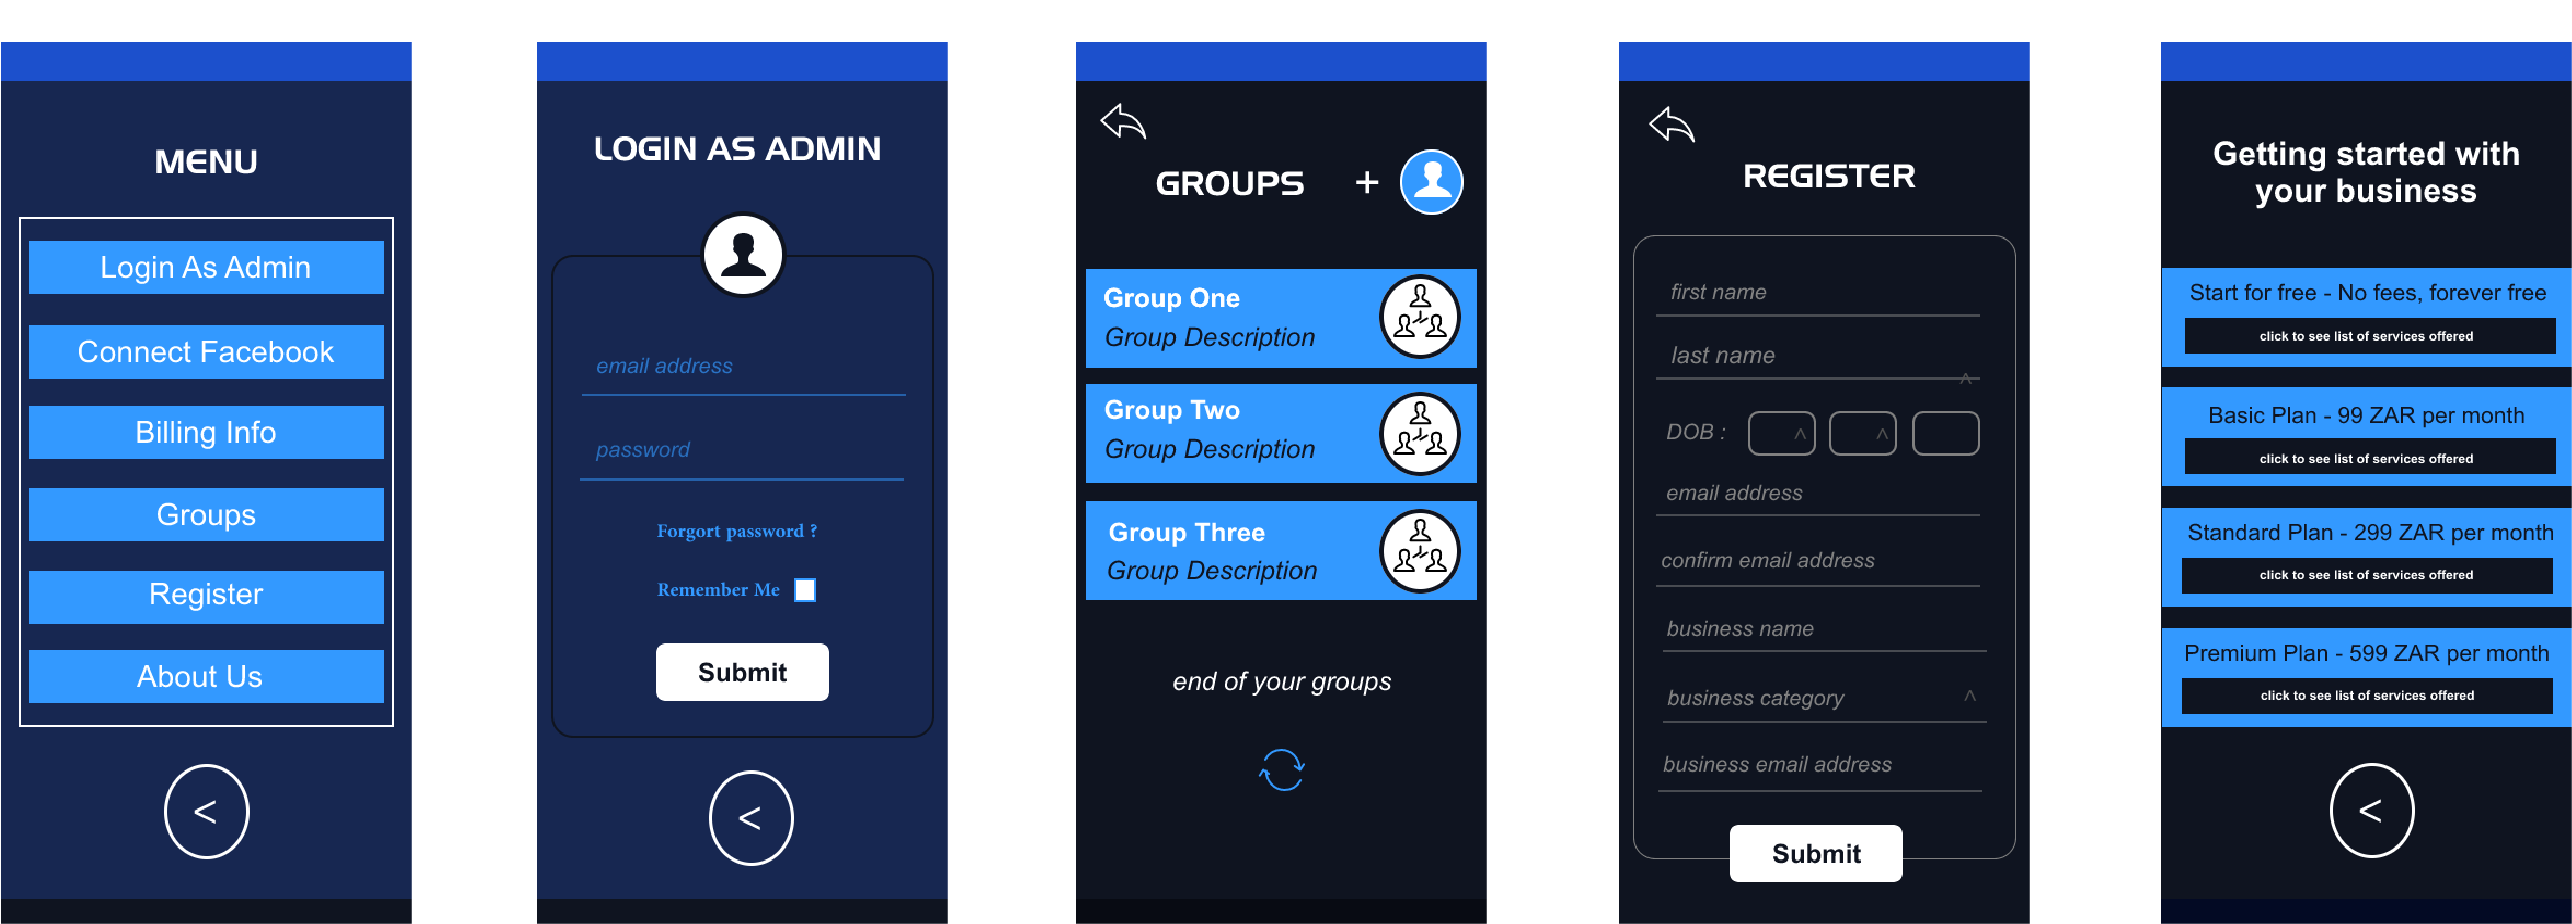 MENU
Login As Admin
Connect Facebook
Billing Info
Groups
Register
About Us
<
LOGIN AS ADMIN
email address
password
Forgort password ?
Remember Me
Submit
<
GROUPS +
Group One
Group Description
Group Two
Group Description
Group Three
Group Description
end of your groups
REGISTER
first name
last name
^
DOB : ^ ^
email address
confirm email address
business name
business category ^
business email address
Submit
Getting started with
your business
Start for free - No fees, forever free
click to see list of services offered
Basic Plan - 99 ZAR per month
click to see list of services offered
Standard Plan - 299 ZAR per month
click to see list of services offered
Premium Plan - 599 ZAR per month
click to see list of services offered
<